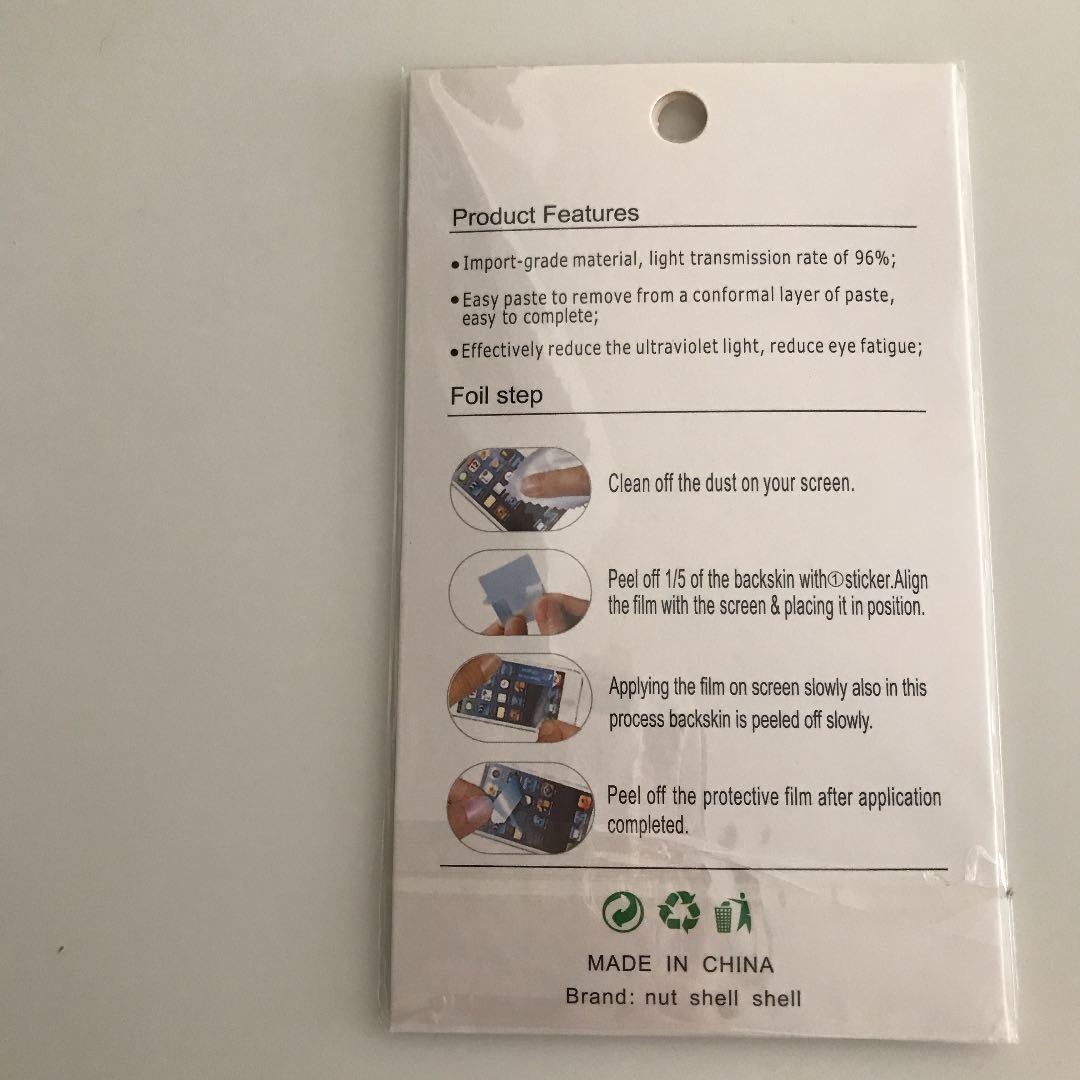 Product Features
•Import-grade material, light transmission rate of 96%;
•Easy paste to remove from a conformal layer of paste,
easy to complete;
•Effectively reduce the ultraviolet light, reduce eye fatigue;
Foil step
Clean off the dust on your screen.
Peel off 1/5 of the backskin with①sticker.Align
the film with the screen & placing it in position.
Applying the film on screen slowly also in this
process backskin is peeled off slowly.
Peel off the protective film after application
completed.
MADE IN CHINA
Brand: nut shell shell